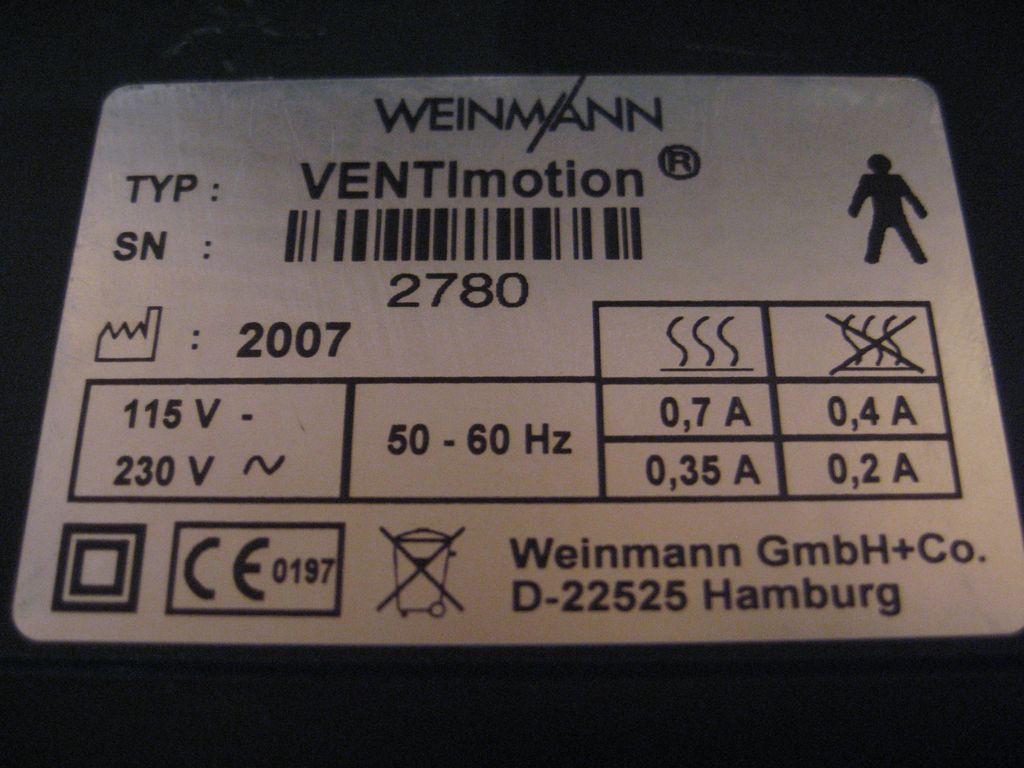 WEINMANN
TYP : VENTImotion ®
SN :
2780
: 2007
115 V -
230 V ~
50 - 60 Hz
0,7 A 0,4 A
0,35 A 0,2 A
CE 0197
Weinmann GmbH+Co.
D-22525 Hamburg